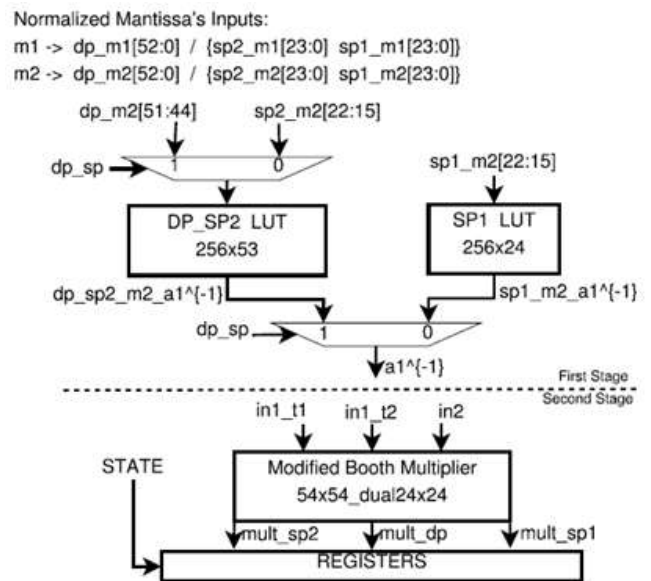 Normalized Mantissa's Inputs:
m1 -> dp_m1[52:0] / {sp2_m1[23:0] sp1_m1[23:0]}
m2 -> dp_m2[52:0] / {sp2_m2[23:0] sp1_m2[23:0]}
dp_m2[51:44] sp2_m2[22:15]
dp_sp 1 0 sp1_m2[22:15]
DP_SP2 LUT SP1 LUT
256x53 256x24
dp_sp2_m2_a1^{-1} sp1_m2_a1^{-1}
dp_sp 1 0
a1^{-1}
First Stage
Second Stage
in1_t1 in1_t2 in2
STATE Modified Booth Multiplier
54x54_dual24x24
mult_sp2 mult_dp mult_sp1
REGISTERS